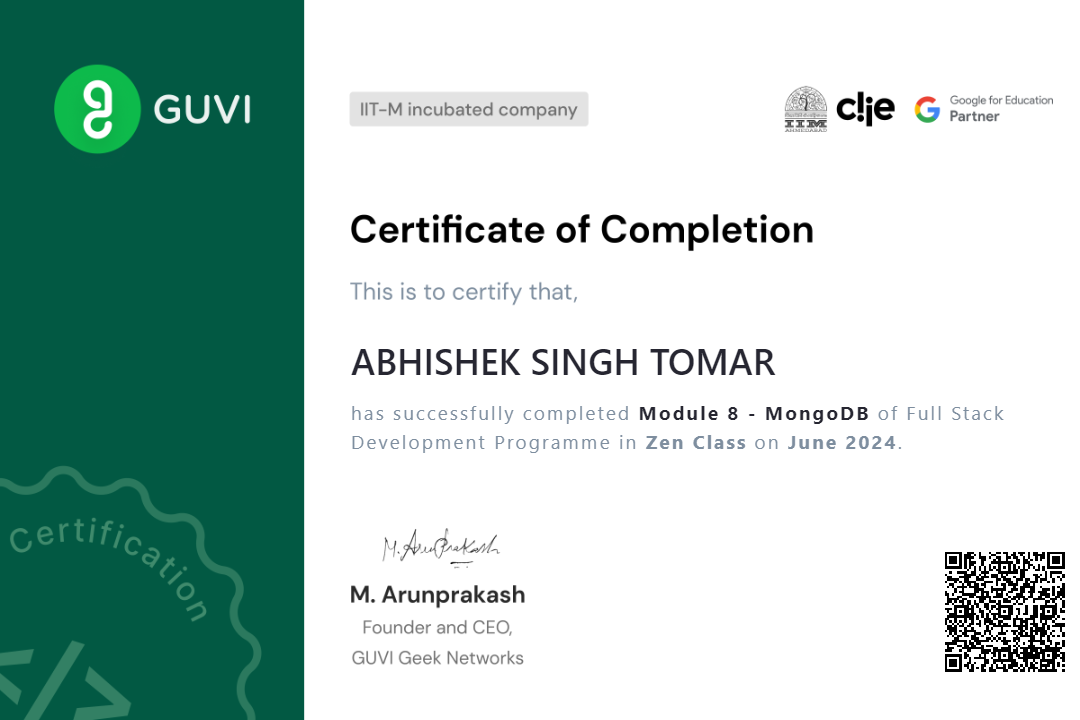 GUVI
IIT-M incubated company
IIM
AHMEDABAD
c!ie
Google for Education
Partner
Certificate of Completion
This is to certify that,
ABHISHEK SINGH TOMAR
has successfully completed Module 8 - MongoDB of Full Stack
Development Programme in Zen Class on June 2024.
Certification
</>
M. Arunprakash
M. Arunprakash
Founder and CEO,
GUVI Geek Networks